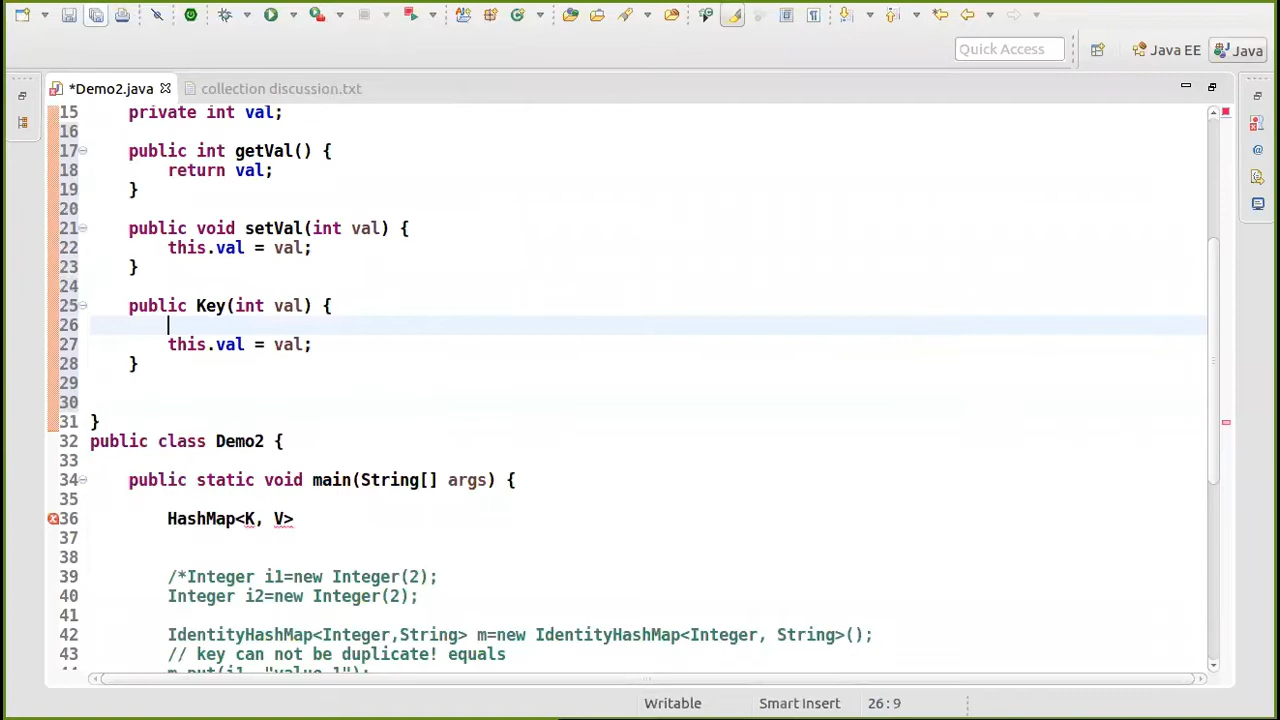 Quick Access
Java EE
Java
*Demo2.java
collection discussion.txt
15 private int val;
16
17 public int getVal() {
18 return val;
19 }
20
21 public void setVal(int val) {
22 this.val = val;
23 }
24
25 public Key(int val) {
26
27 this.val = val;
28 }
29
30
31 }
32 public class Demo2 {
33
34 public static void main(String[] args) {
35
36 HashMap<K, V>
37
38
39 /*Integer i1=new Integer(2);
40 Integer i2=new Integer(2);
41
42 IdentityHashMap<Integer,String> m=new IdentityHashMap<Integer, String>();
43 // key can not be duplicate! equals
44 m.put(i1, "value 1");
Writable
Smart Insert
26:9